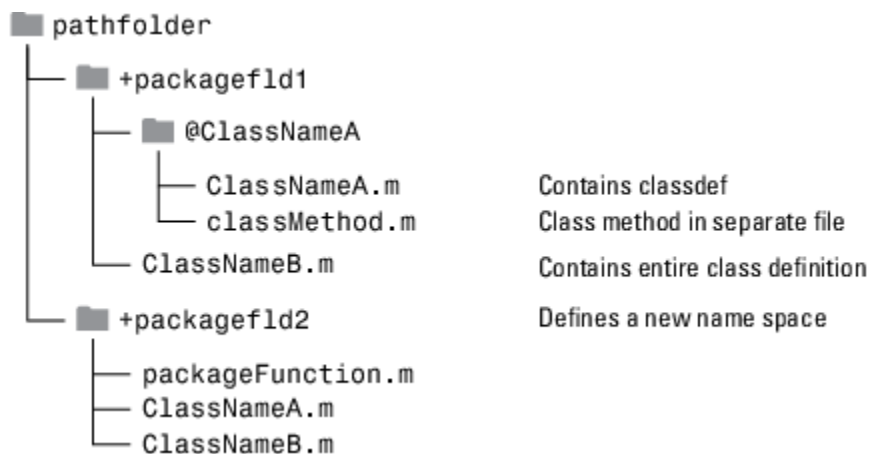 pathfolder
+packagefld1
@ClassNameA
ClassNameA.m Contains classdef
classMethod.m Class method in separate file
ClassNameB.m Contains entire class definition
+packagefld2 Defines a new name space
packageFunction.m
ClassNameA.m
ClassNameB.m